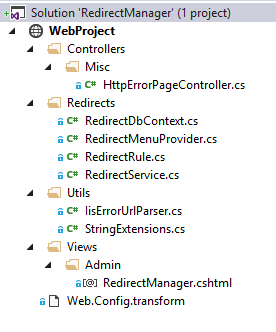 Solution 'RedirectManager' (1 project)
WebProject
Controllers
Misc
C# HttpErrorPageController.cs
Redirects
C# RedirectDbContext.cs
C# RedirectMenuProvider.cs
C# RedirectRule.cs
C# RedirectService.cs
Utils
C# IisErrorUrlParser.cs
C# StringExtensions.cs
Views
Admin
[@] RedirectManager.cshtml
Web.Config.transform